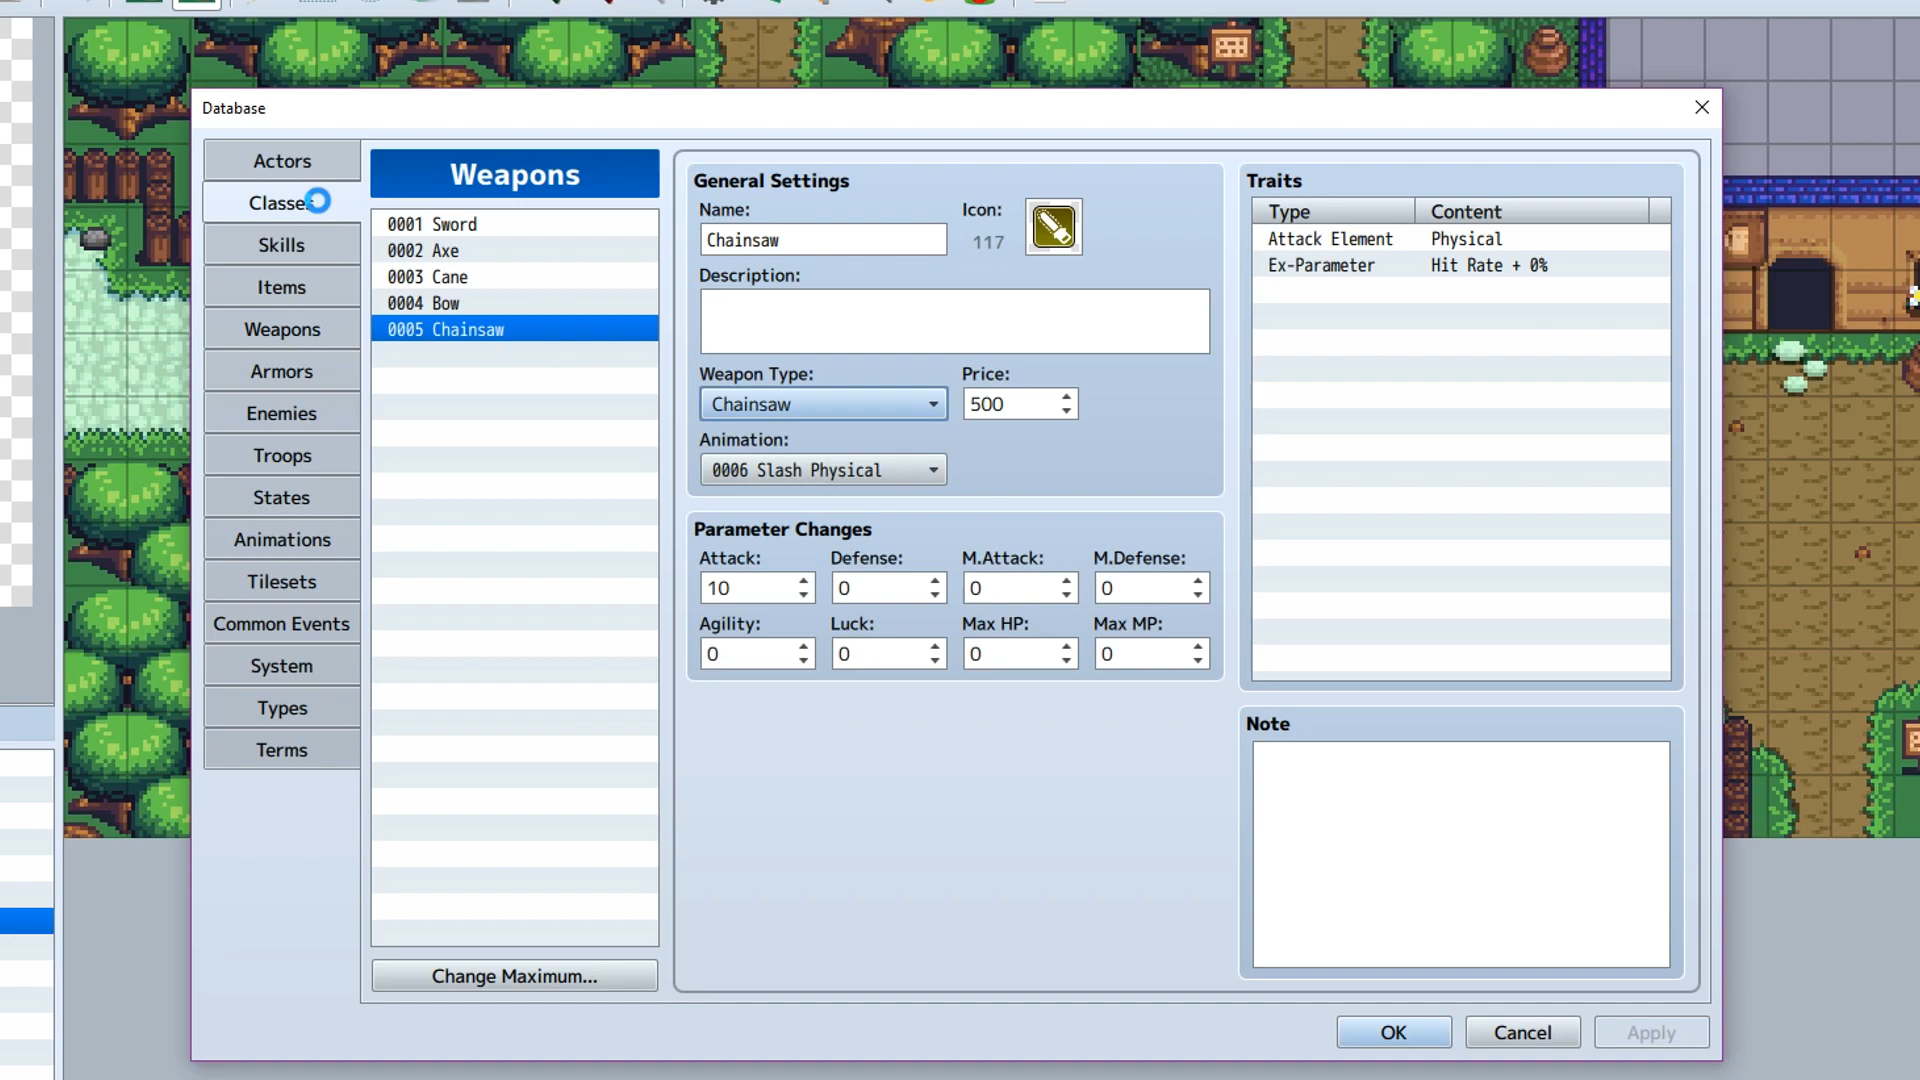 Database
Actors
Classes
Skills
Items
Weapons
Armors
Enemies
Troops
States
Animations
Tilesets
Common Events
System
Types
Terms
Weapons
0001 Sword
0002 Axe
0003 Cane
0004 Bow
0005 Chainsaw
Change Maximum...
General Settings
Name:
Icon:
Chainsaw
117
Description:
Weapon Type:
Price:
Chainsaw
500
Animation:
0006 Slash Physical
Parameter Changes
Attack:
Defense:
M.Attack:
M.Defense:
10
0
0
0
Agility:
Luck:
Max HP:
Max MP:
0
0
0
0
Traits
Type
Content
Attack Element
Physical
Ex-Parameter
Hit Rate + 0%
Note
OK
Cancel
Apply